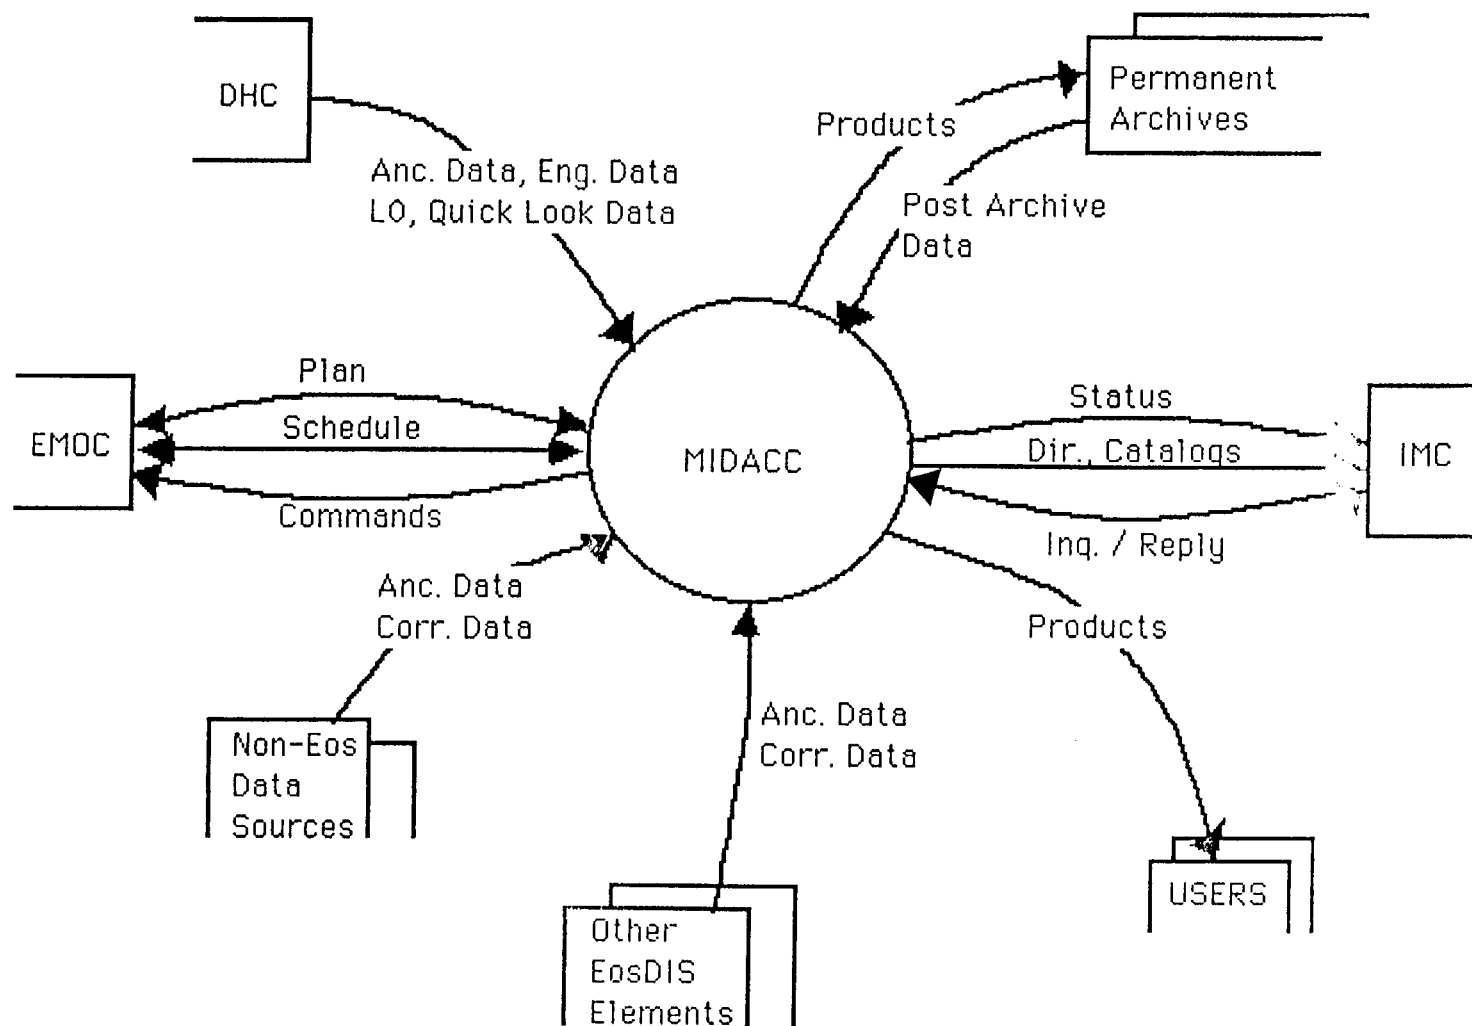 DHC
Permanent
Archives
Products
Anc. Data, Eng. Data
L0, Quick Look Data
Post Archive
Data
Plan
Schedule
Commands
EMOC
MIDACC
Status
Dir., Catalogs
Inq. / Reply
IMC
Anc. Data
Corr. Data
Products
Non-Eos
Data
Sources
Anc. Data
Corr. Data
Other
EosDIS
Elements
USERS